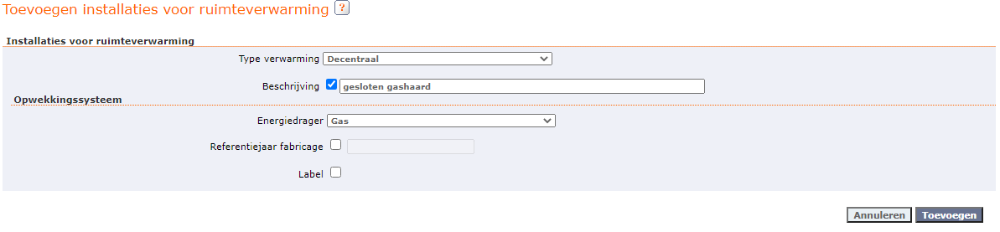 Toevoegen installaties voor ruimteverwarming ?
Installaties voor ruimteverwarming
Type verwarming Decentraal
Beschrijving gesloten gashaard
Opwekkingssysteem
Energiedrager Gas
Referentiejaar fabricage
Label
Annuleren Toevoegen